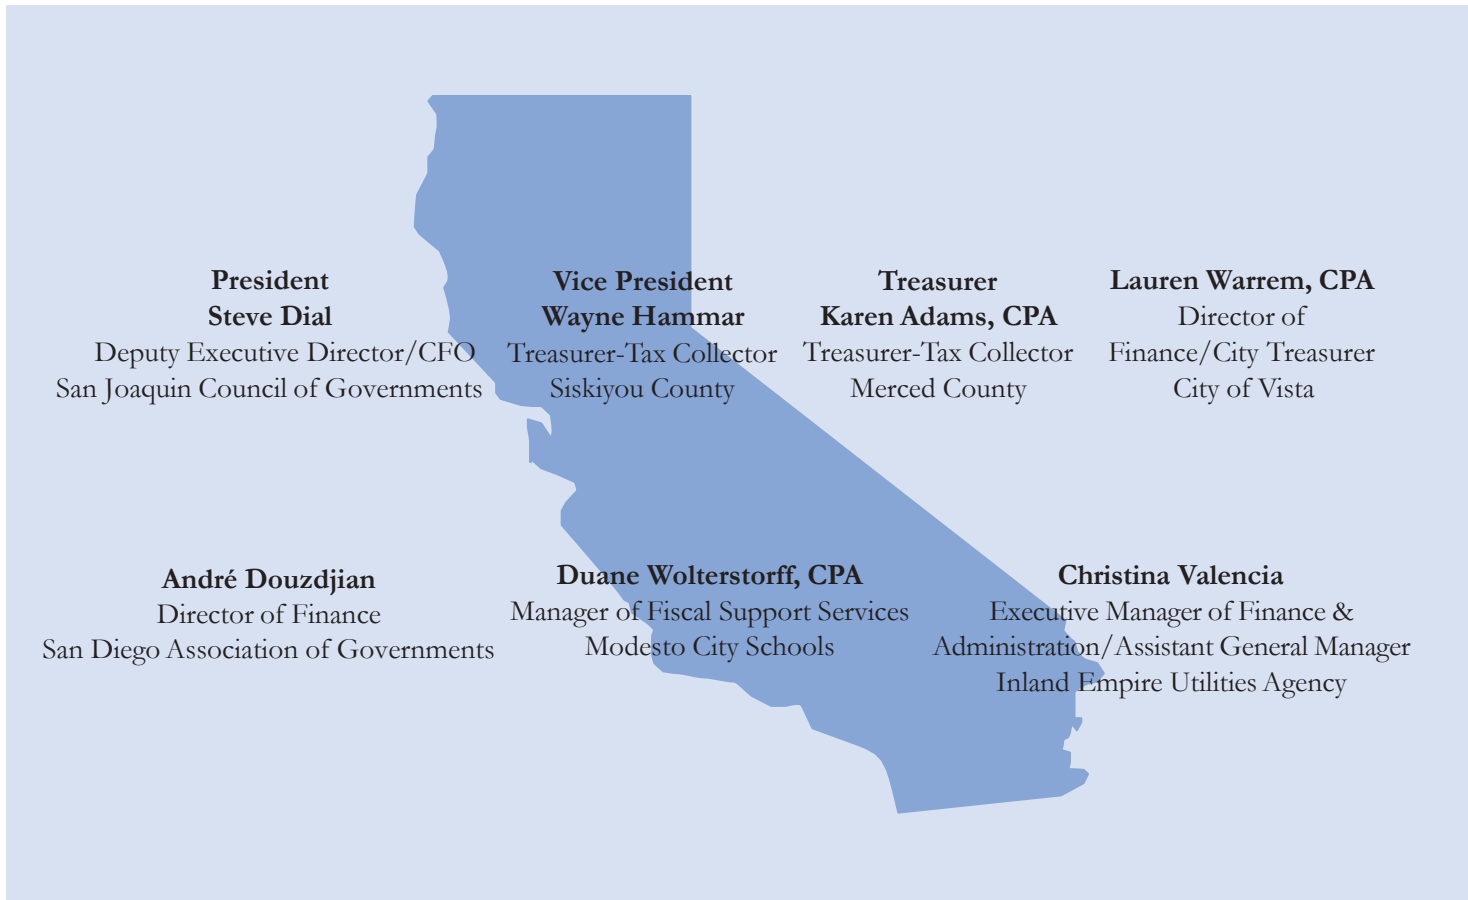 President
Steve Dial
Deputy Executive Director/CFO
San Joaquin Council of Governments
Vice President
Wayne Hammar
Treasurer-Tax Collector
Siskiyou County
Treasurer
Karen Adams, CPA
Treasurer-Tax Collector
Merced County
Lauren Warrem, CPA
Director of
Finance/City Treasurer
City of Vista
André Douzdjian
Director of Finance
San Diego Association of Governments
Duane Wolterstorff, CPA
Manager of Fiscal Support Services
Modesto City Schools
Christina Valencia
Executive Manager of Finance &
Administration/Assistant General Manager
Inland Empire Utilities Agency